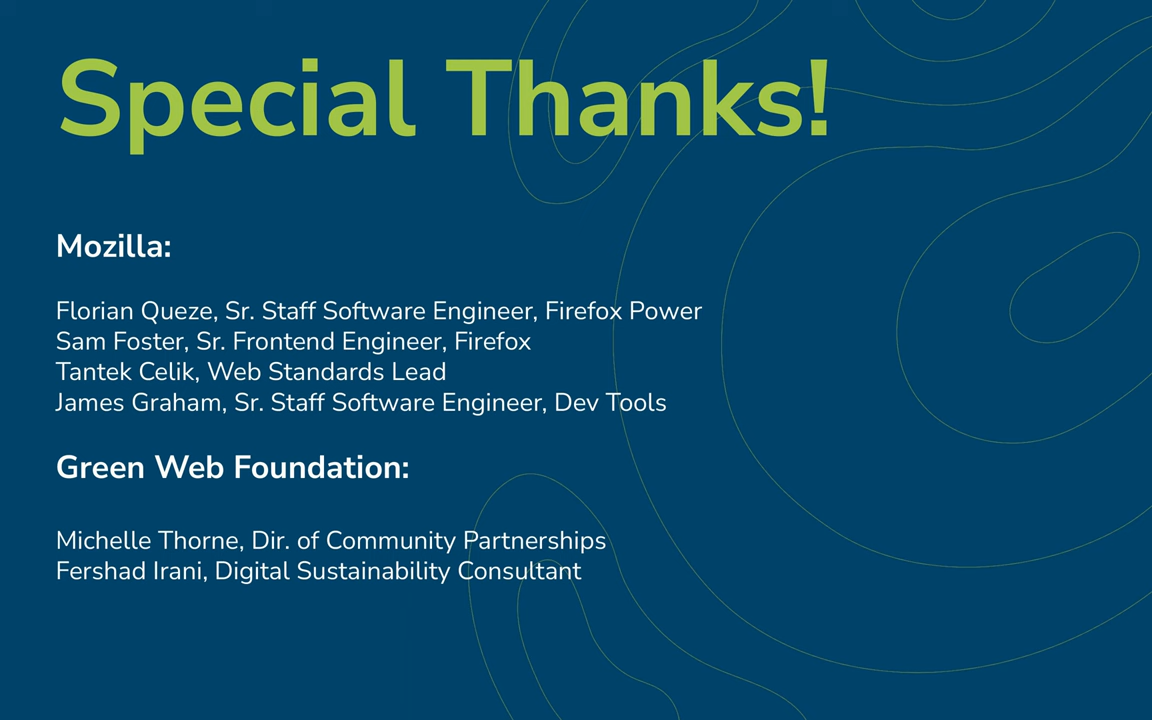 Special Thanks!
Mozilla:
Florian Queze, Sr. Staff Software Engineer, Firefox Power
Sam Foster, Sr. Frontend Engineer, Firefox
Tantek Celik, Web Standards Lead
James Graham, Sr. Staff Software Engineer, Dev Tools
Green Web Foundation:
Michelle Thorne, Dir. of Community Partnerships
Fershad Irani, Digital Sustainability Consultant